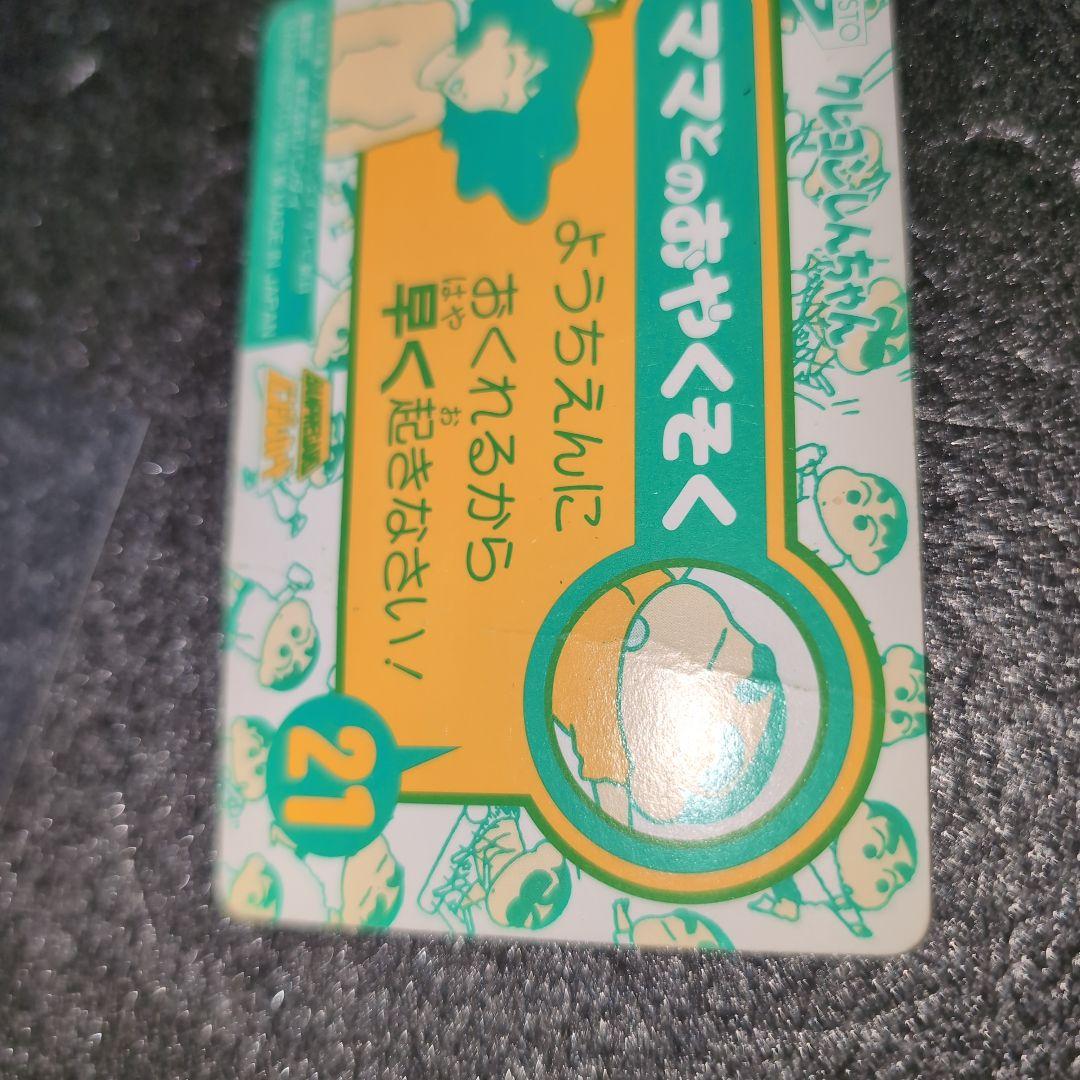 クレヨンしんちゃん
ママとのおやくそく
ようちえんに
おくれるから
早く起きなさい!
はや
お
21
MADE IN JAPAN